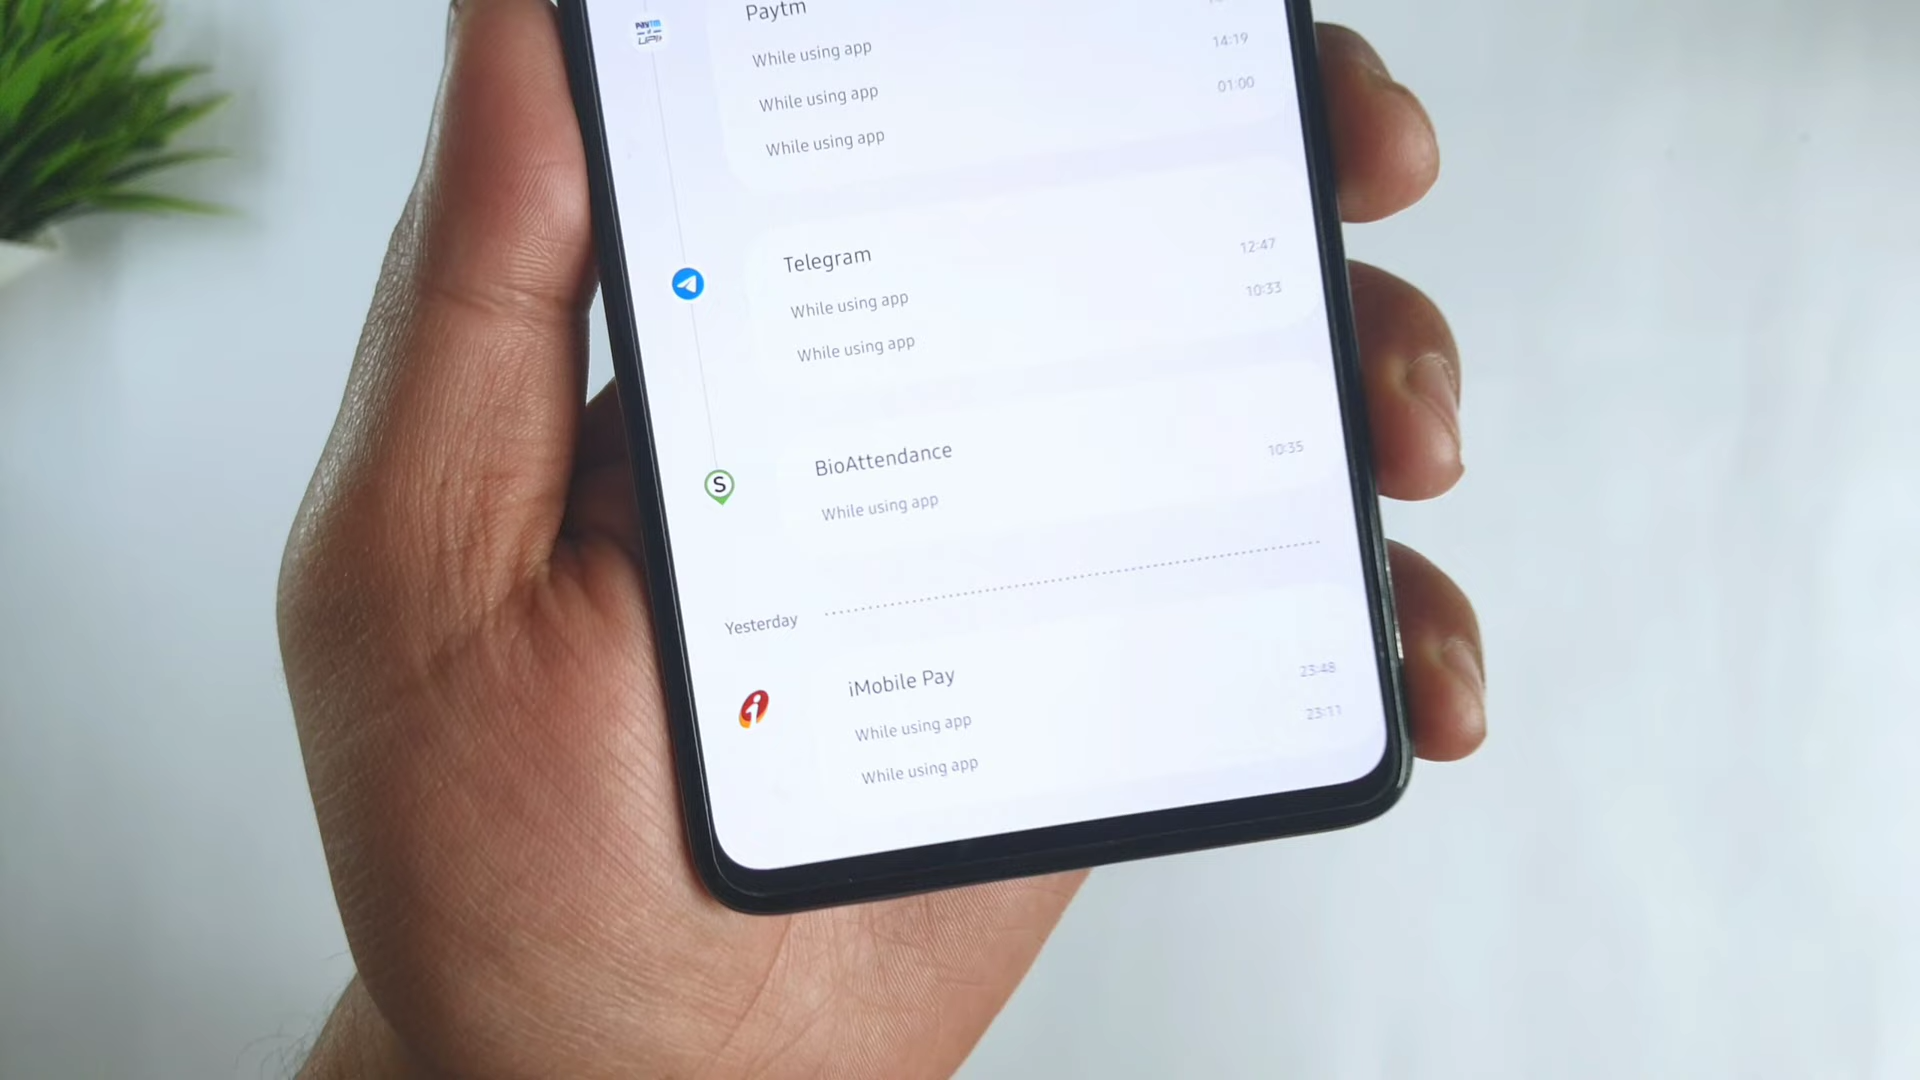 Paytm
While using app 14:19
While using app 01:00
While using app
Telegram 12:47
While using app 10:33
While using app
BioAttendance 10:35
While using app
Yesterday
iMobile Pay 23:48
While using app 23:11
While using app